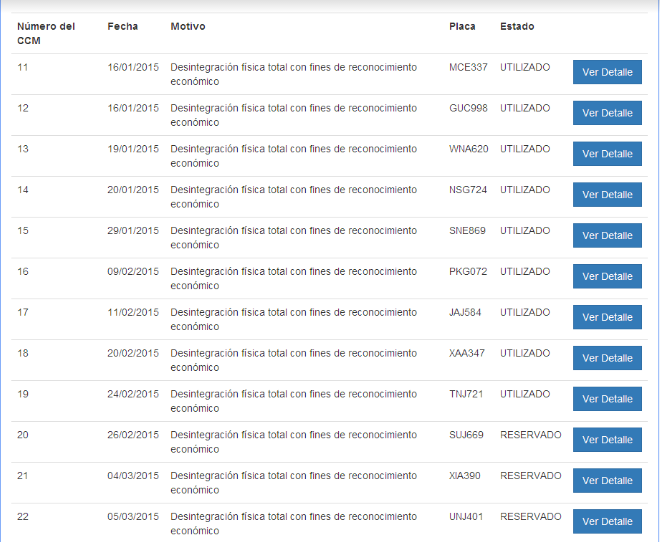 Número del CCM Fecha Motivo Placa Estado
11 16/01/2015 Desintegración física total con fines de reconocimiento económico MCE337 UTILIZADO Ver Detalle
12 16/01/2015 Desintegración física total con fines de reconocimiento económico GUC998 UTILIZADO Ver Detalle
13 19/01/2015 Desintegración física total con fines de reconocimiento económico WNA620 UTILIZADO Ver Detalle
14 20/01/2015 Desintegración física total con fines de reconocimiento económico NSG724 UTILIZADO Ver Detalle
15 29/01/2015 Desintegración física total con fines de reconocimiento económico SNE869 UTILIZADO Ver Detalle
16 09/02/2015 Desintegración física total con fines de reconocimiento económico PKG072 UTILIZADO Ver Detalle
17 11/02/2015 Desintegración física total con fines de reconocimiento económico JAJ584 UTILIZADO Ver Detalle
18 20/02/2015 Desintegración física total con fines de reconocimiento económico XAA347 UTILIZADO Ver Detalle
19 24/02/2015 Desintegración física total con fines de reconocimiento económico TNJ721 UTILIZADO Ver Detalle
20 26/02/2015 Desintegración física total con fines de reconocimiento económico SUJ669 RESERVADO Ver Detalle
21 04/03/2015 Desintegración física total con fines de reconocimiento económico XIA390 RESERVADO Ver Detalle
22 05/03/2015 Desintegración física total con fines de reconocimiento económico UNJ401 RESERVADO Ver Detalle